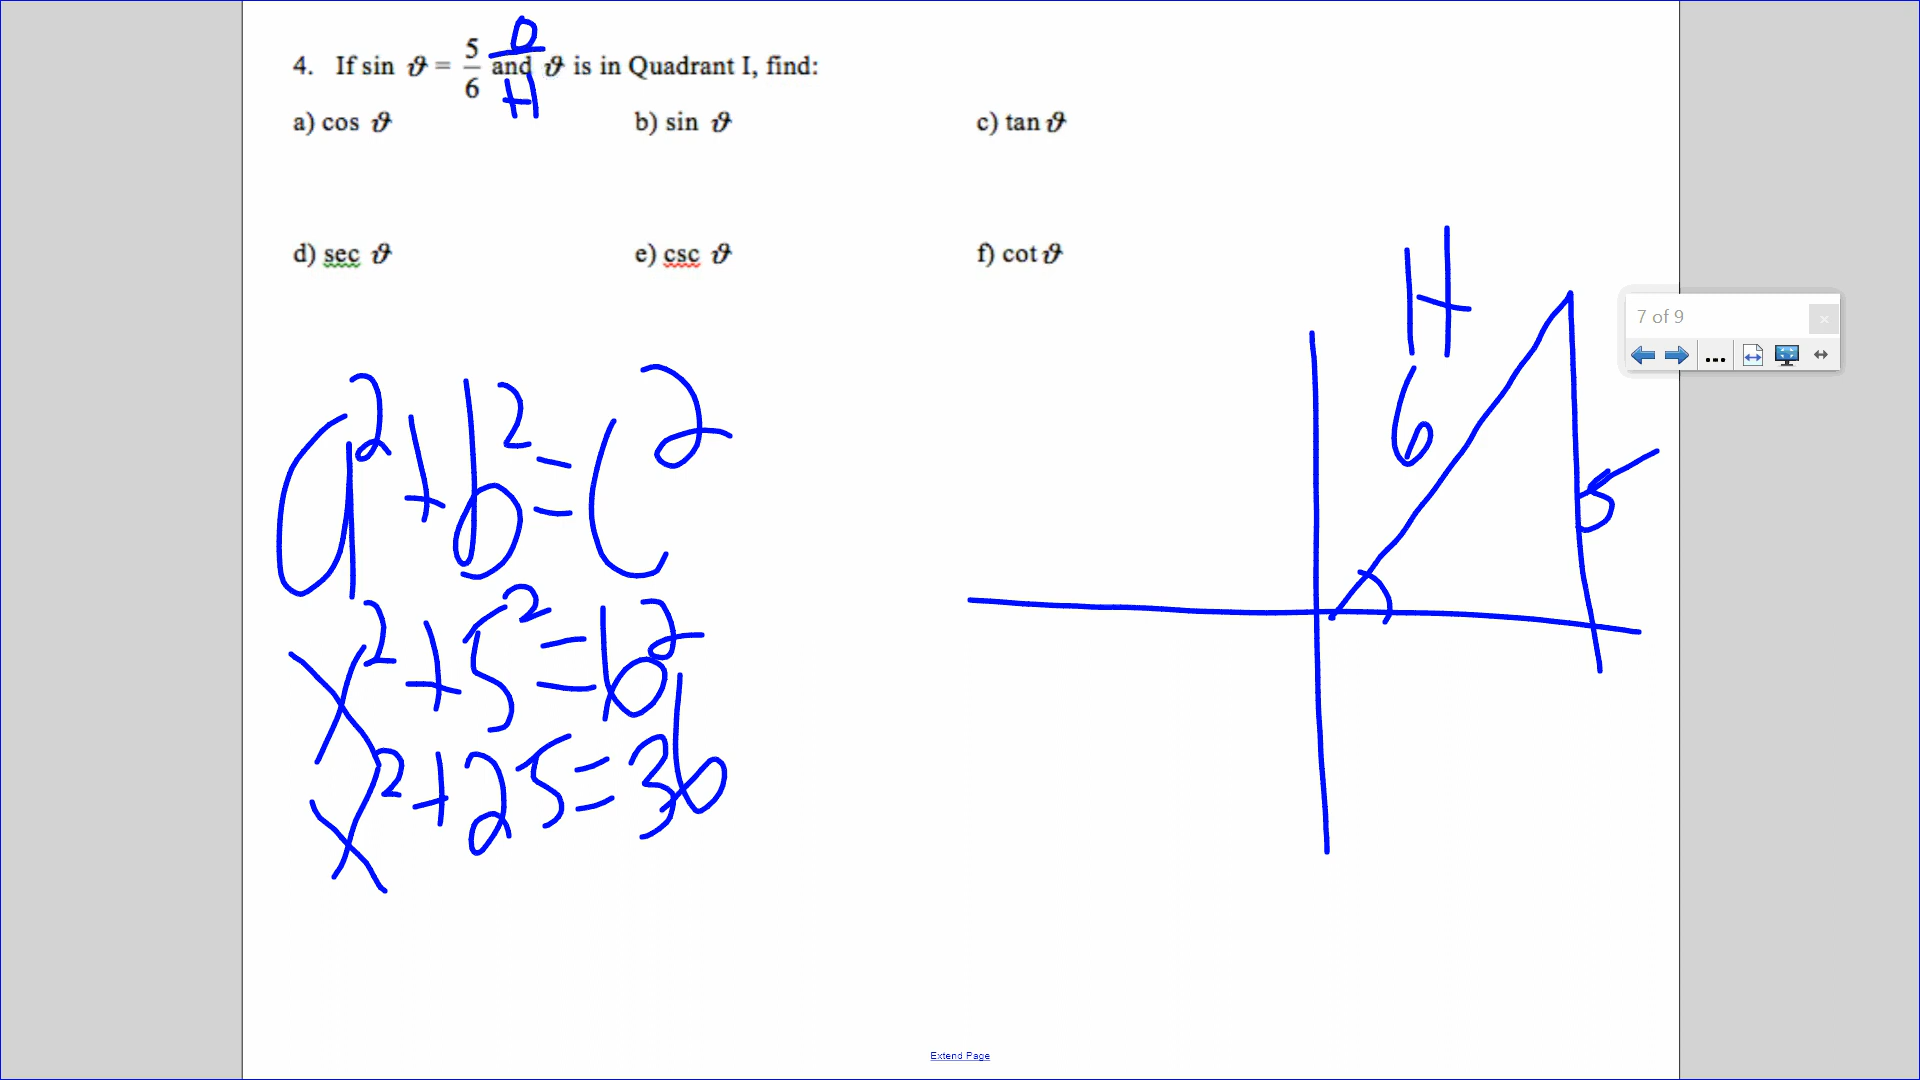 O
4. If sin ϑ = 5/6 and ϑ is in Quadrant I, find:
H
a) cos ϑ b) sin ϑ c) tan ϑ
d) sec ϑ e) csc ϑ f) cot ϑ
H
7 of 9
...
6
5
a²+b²=c²
x²+5²=6²
x²+25=36
Extend Page